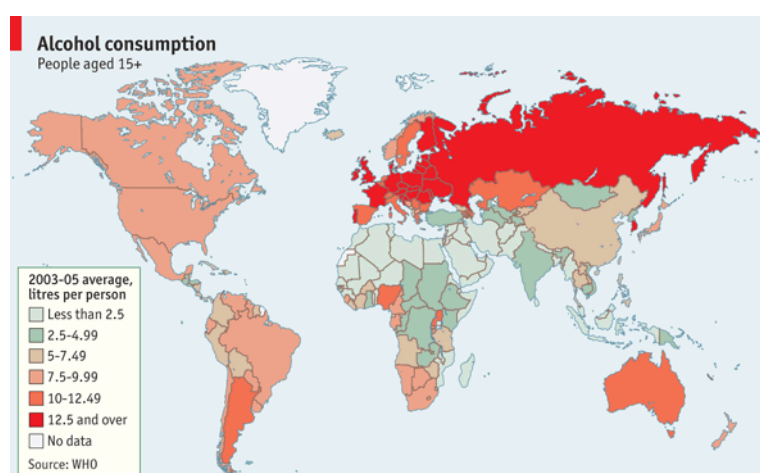 Alcohol consumption
People aged 15+
2003-05 average,
litres per person
Less than 2.5
2.5-4.99
5-7.49
7.5-9.99
10-12.49
12.5 and over
No data
Source: WHO